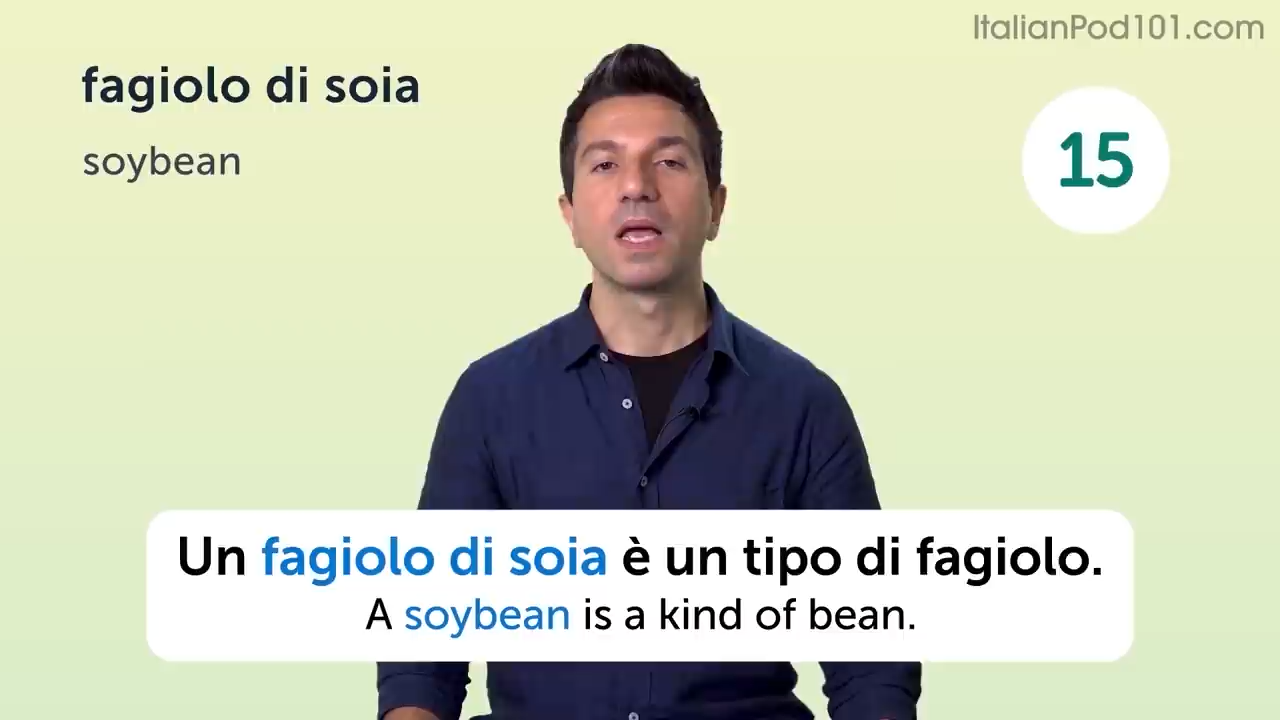 ItalianPod101.com
fagiolo di soia
soybean
15
Un fagiolo di soia è un tipo di fagiolo.
A soybean is a kind of bean.